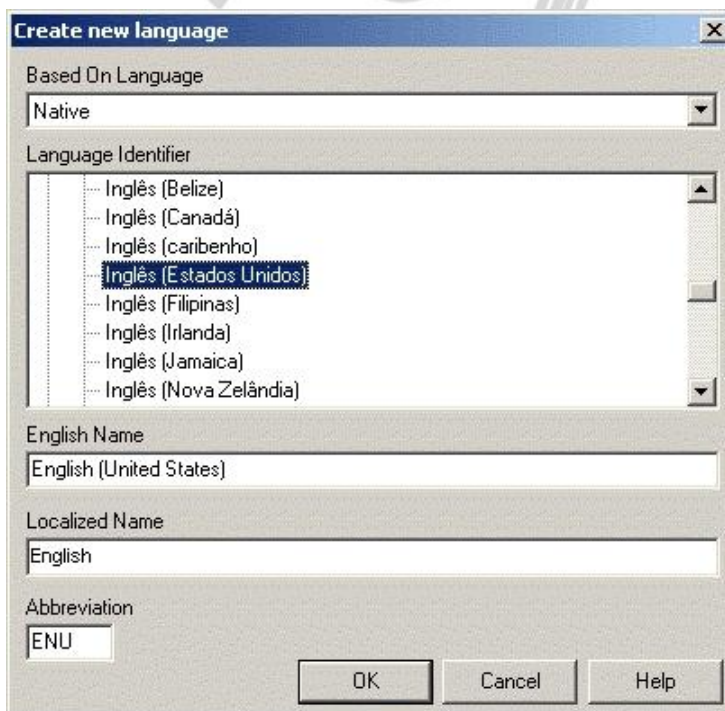 Create new language
Based On Language
Native
Language Identifier
Inglês (Belize)
Inglês (Canadá)
Inglês (caribenho)
Inglês (Estados Unidos)
Inglês (Filipinas)
Inglês (Irlanda)
Inglês (Jamaica)
Inglês (Nova Zelândia)
English Name
English (United States)
Localized Name
English
Abbreviation
ENU
OK Cancel Help